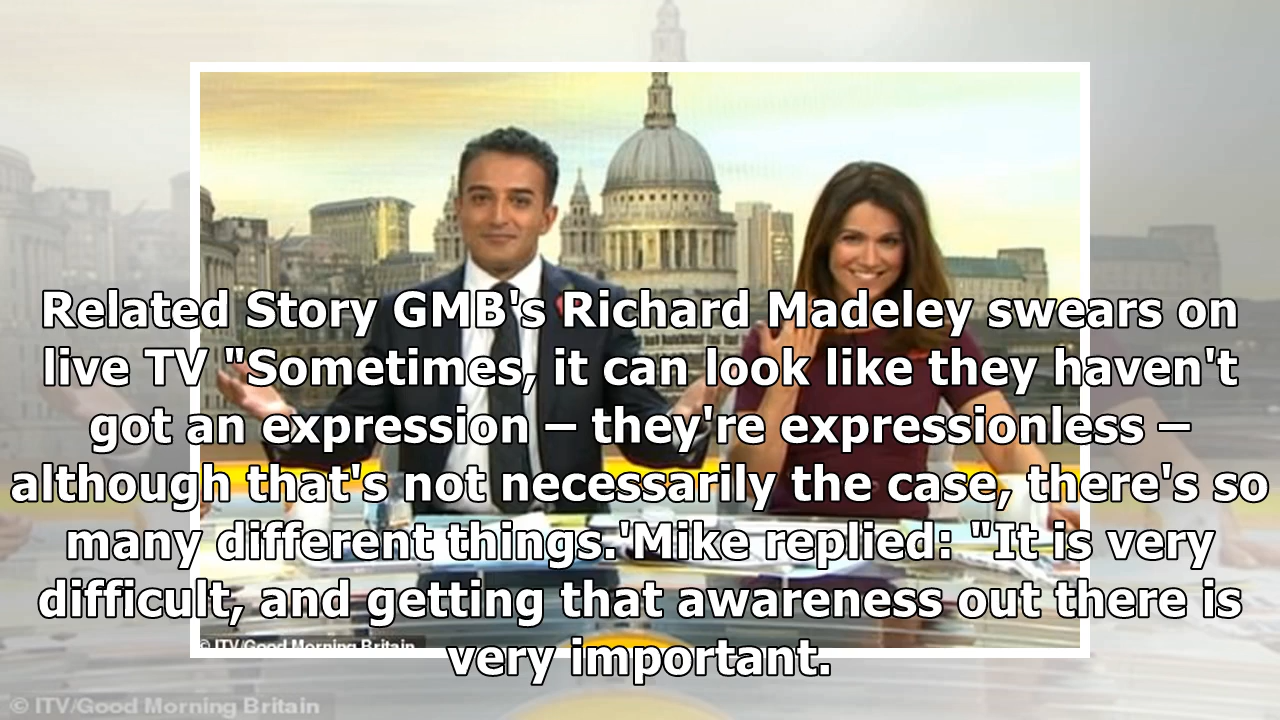 Related Story GMB's Richard Madeley swears on
live TV "Sometimes, it can look like they haven't
got an expression – they're expressionless –
although that's not necessarily the case, there's so
many different things.'Mike replied: "It is very
difficult, and getting that awareness out there is
very important.
© ITV/Good Morning Britain
© ITV/Good Morning Britain